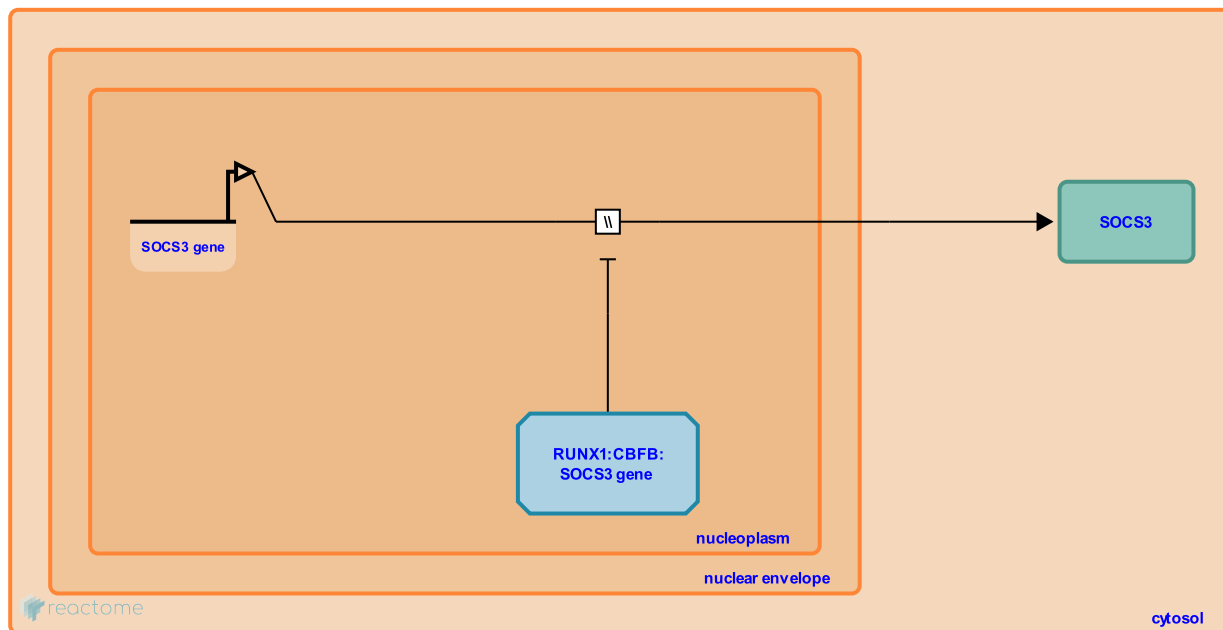 SOCS3 gene
\\
SOCS3
RUNX1:CBFB:
SOCS3 gene
nucleoplasm
nuclear envelope
reactome
cytosol